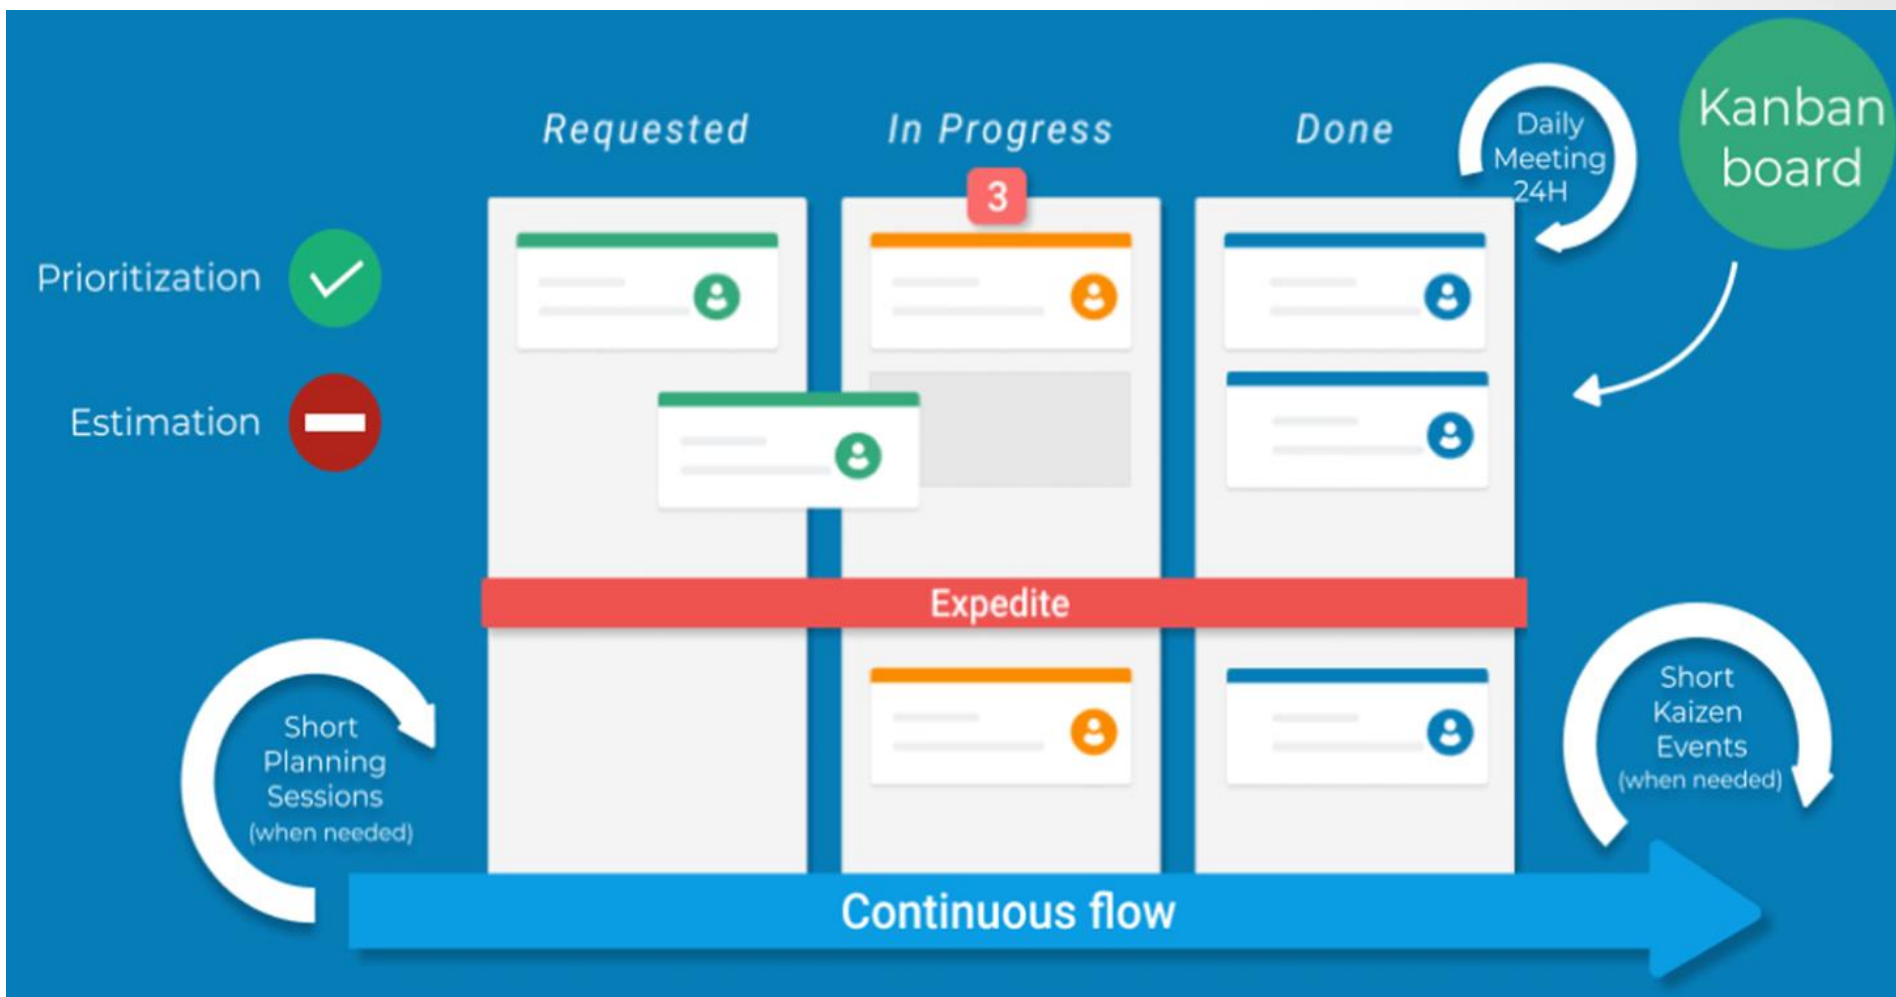 Requested
In Progress
Done
Daily
Meeting
24H
Kanban
board
3
Prioritization
Estimation
Expedite
Short
Planning
Sessions
(when needed)
Short
Kaizen
Events
(when needed)
Continuous flow